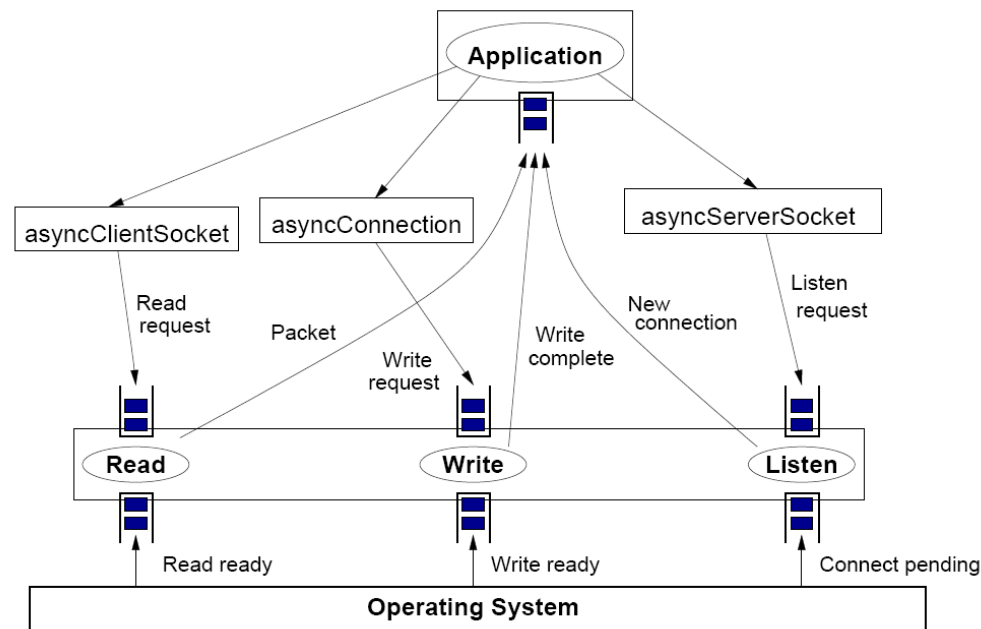 Application
asyncClientSocket
asyncConnection
asyncServerSocket
Read
request
Packet
Write
request
Write
complete
New
connection
Listen
request
Read
Write
Listen
Read ready
Write ready
Connect pending
Operating System